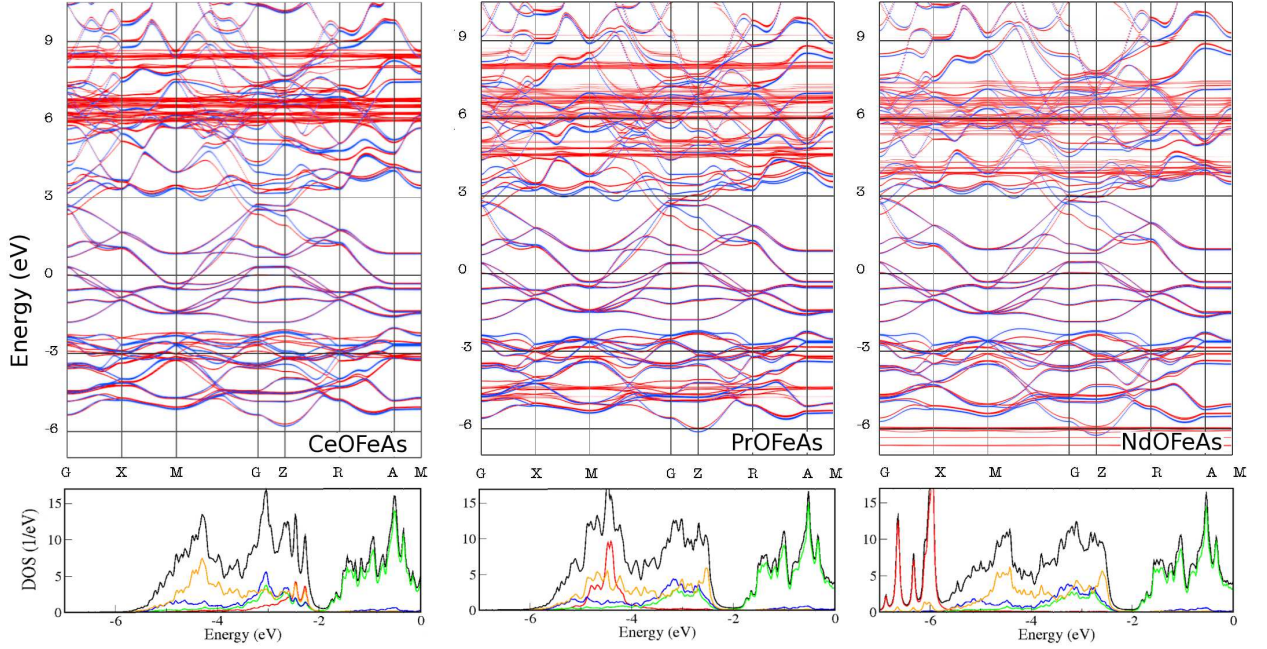 9 9 9
6 6 6
3 3 3
0 0 0
-3 -3 -3
-6 -6 -6
Energy (eV)
CeOFeAs PrOFeAs NdOFeAs
G X M G Z R A M G X M G Z R A M G X M G Z R A M
15 15 15
10 10 10
5 5 5
0 0 0
DOS (1/eV)
-6 -4 -2 0 -6 -4 -2 0 -6 -4 -2 0
Energy (eV) Energy (eV) Energy (eV)